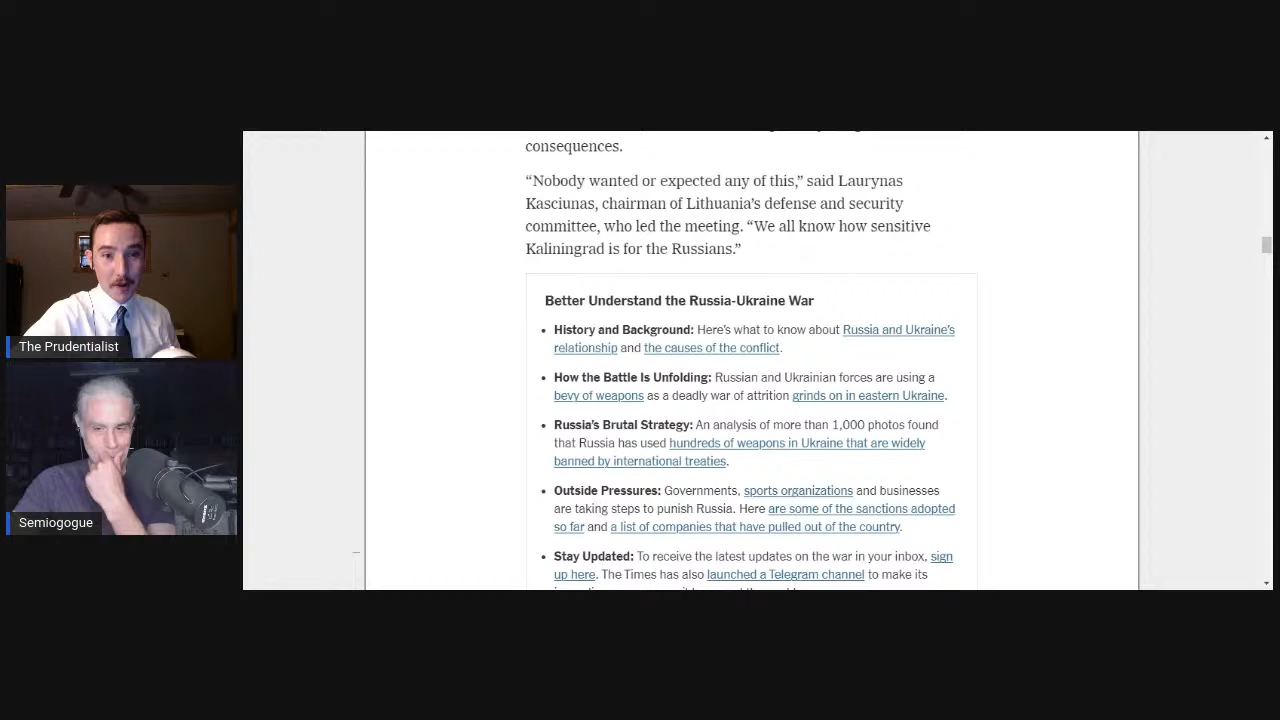 consequences.
“Nobody wanted or expected any of this,” said Laurynas
Kasciunas, chairman of Lithuania’s defense and security
committee, who led the meeting. “We all know how sensitive
Kaliningrad is for the Russians.”
Better Understand the Russia-Ukraine War
• History and Background: Here’s what to know about Russia and Ukraine’s
relationship and the causes of the conflict.
• How the Battle Is Unfolding: Russian and Ukrainian forces are using a
bevy of weapons as a deadly war of attrition grinds on in eastern Ukraine.
• Russia’s Brutal Strategy: An analysis of more than 1,000 photos found
that Russia has used hundreds of weapons in Ukraine that are widely
banned by international treaties.
• Outside Pressures: Governments, sports organizations and businesses
are taking steps to punish Russia. Here are some of the sanctions adopted
so far and a list of companies that have pulled out of the country.
• Stay Updated: To receive the latest updates on the war in your inbox, sign
up here. The Times has also launched a Telegram channel to make its
The Prudentialist
Semiogogue